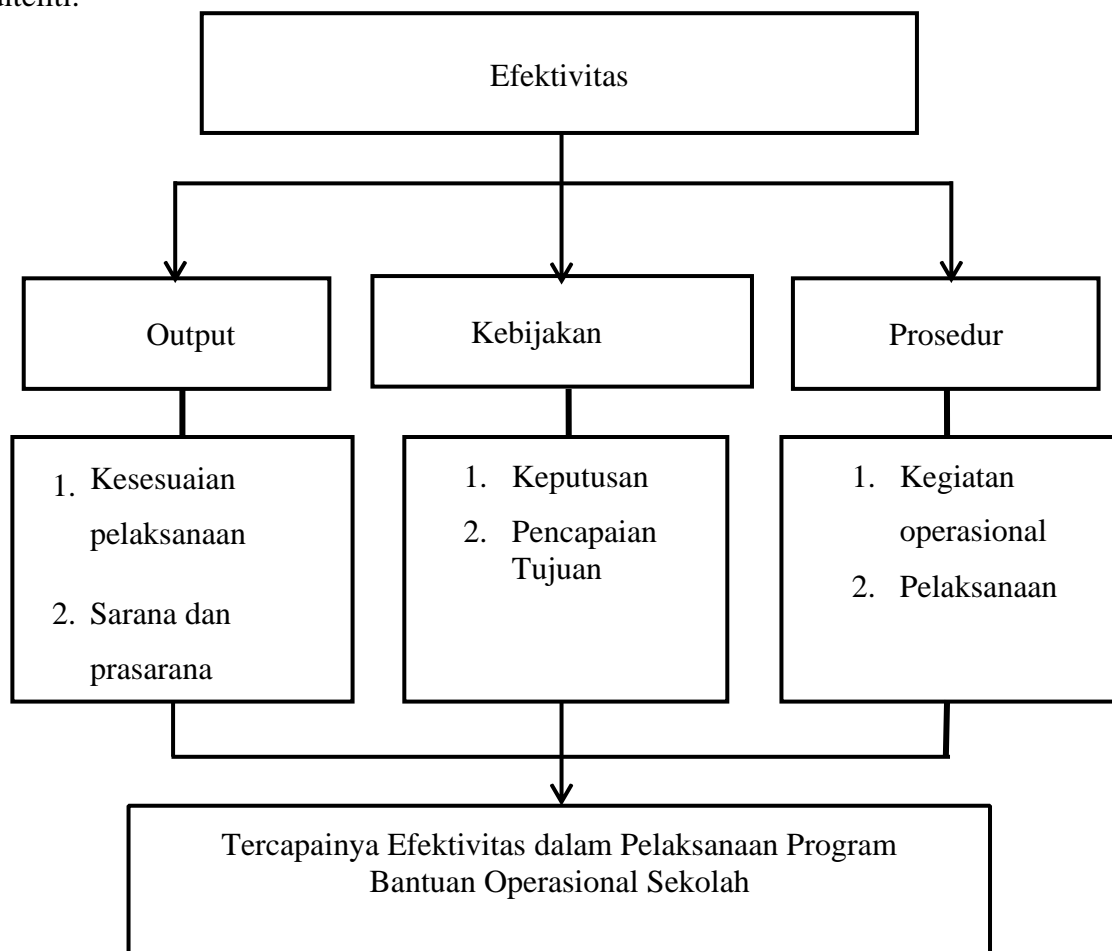 Efektivitas
Output
Kebijakan
Prosedur
1. Kesesuaian
pelaksanaan
2. Sarana dan
prasarana
1. Keputusan
2. Pencapaian
Tujuan
1. Kegiatan
operasional
2. Pelaksanaan
Tercapainya Efektivitas dalam Pelaksanaan Program
Bantuan Operasional Sekolah